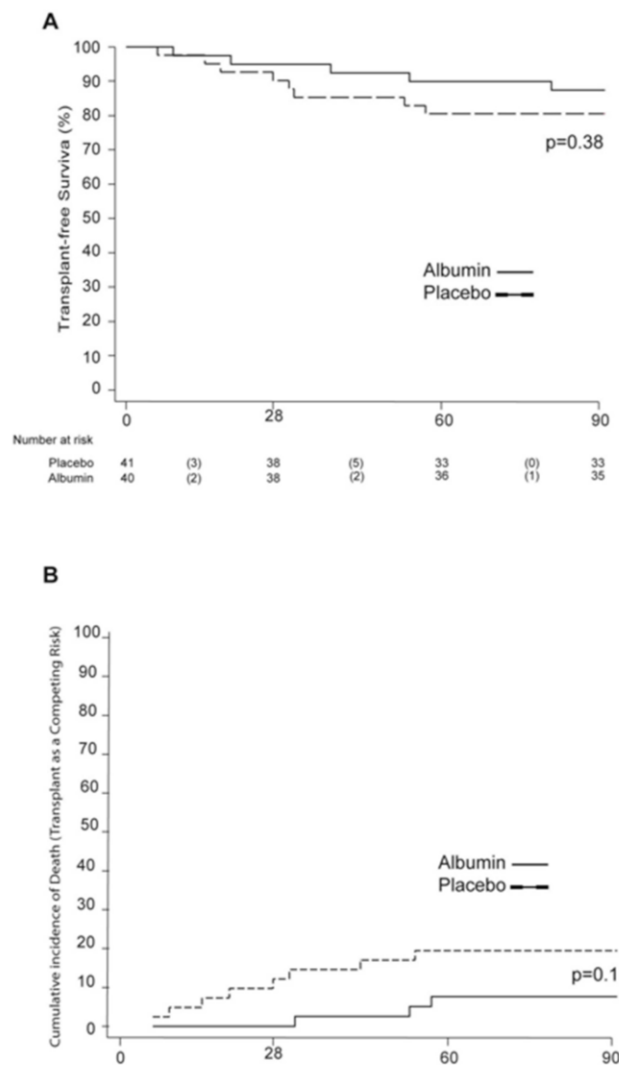 A
Transplant-free Surviva (%)
100
90
80
70
60
50
40
30
20
10
0
p=0.38
Albumin
Placebo
0 28 60 90
Number at risk
Placebo 41 (3) 38 (5) 33 (0) 33
Albumin 40 (2) 38 (2) 36 (1) 35
B
Cumulative incidence of Death (Transplant as a Competing Risk)
100
90
80
70
60
50
40
30
20
10
0
Albumin
Placebo
p=0.1
0 28 60 90